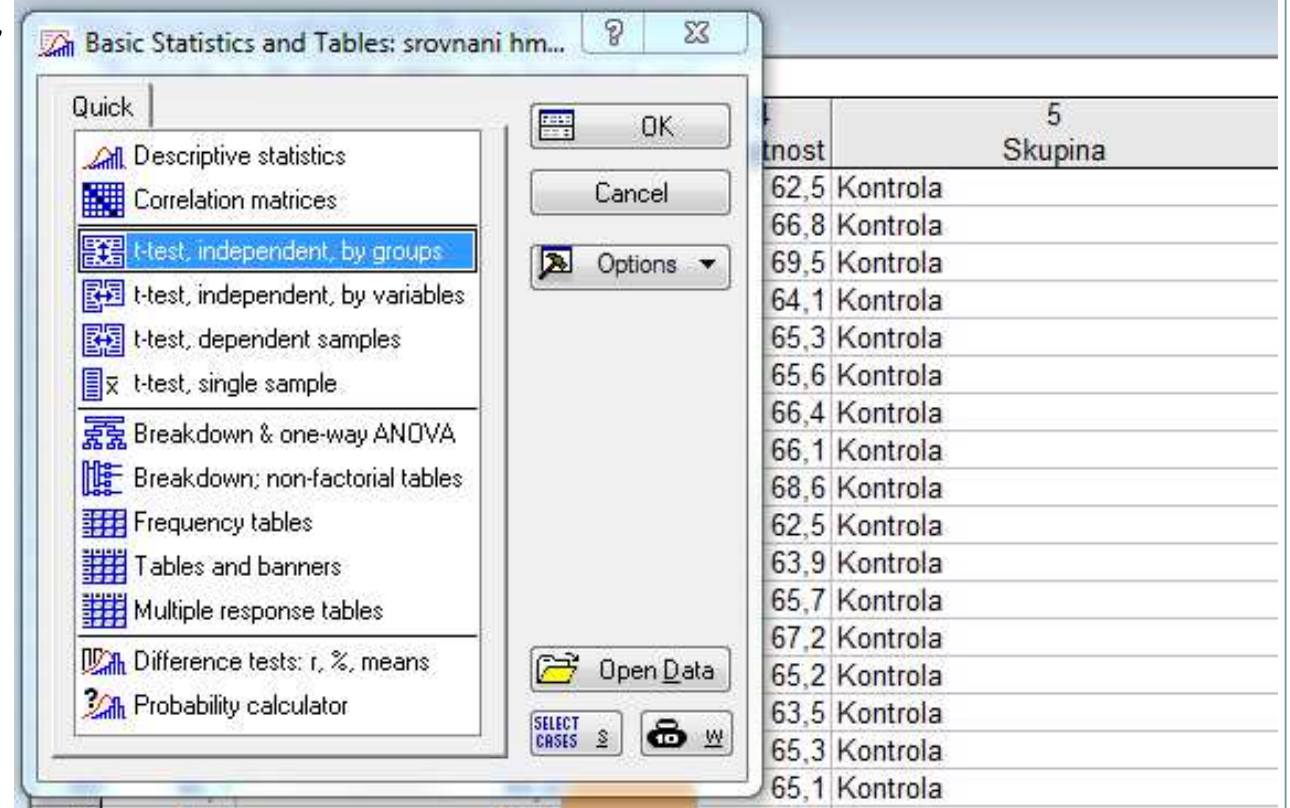 Basic Statistics and Tables: srovnani hm...
Quick
Descriptive statistics
Correlation matrices
t-test, independent, by groups
t-test, independent, by variables
t-test, dependent samples
t-test, single sample
Breakdown & one-way ANOVA
Breakdown; non-factorial tables
Frequency tables
Tables and banners
Multiple response tables
Difference tests: r, %, means
Probability calculator
OK
Cancel
Options
Open Data
SELECT
CASES S
W
5
tnost Skupina
62,5 Kontrola
66,8 Kontrola
69,5 Kontrola
64,1 Kontrola
65,3 Kontrola
65,6 Kontrola
66,4 Kontrola
66,1 Kontrola
68,6 Kontrola
62,5 Kontrola
63,9 Kontrola
65,7 Kontrola
67,2 Kontrola
65,2 Kontrola
63,5 Kontrola
65,3 Kontrola
65,1 Kontrola